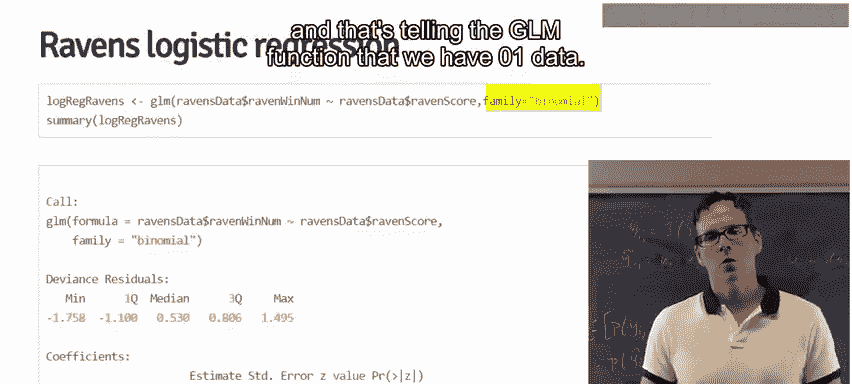 Ravens logistic regression
and that's telling the GLM
function that we have 01 data.
logRegRavens <- glm(ravensData$ravenWinNum ~ ravensData$ravenScore,family="binomial")
summary(logRegRavens)
Call:
glm(formula = ravensData$ravenWinNum ~ ravensData$ravenScore,
family = "binomial")
Deviance Residuals:
Min 1Q Median 3Q Max
-1.758 -1.100 0.530 0.806 1.495
Coefficients:
Estimate Std. Error z value Pr(>|z|)